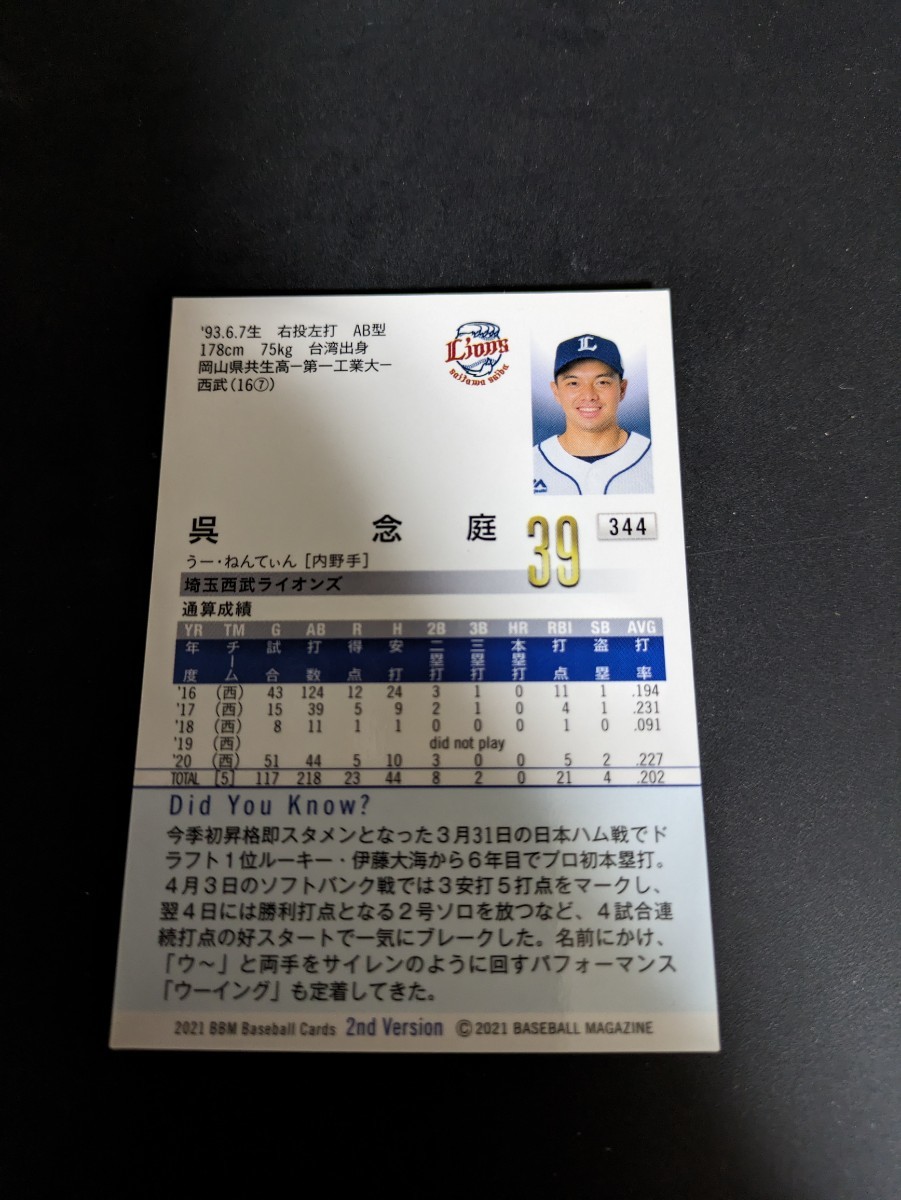 '93.6.7生 右投左打 AB型
178cm 75kg 台湾出身
岡山県共生高ー第一工業大ー
西武(16⑦)
Lions
saitama seibu
L
呉 念 庭
39
344
うー・ねんてぃん [内野手]
埼玉西武ライオンズ
通算成績
YR TM G AB R H 2B 3B HR RBI SB AVG
年度 チーム 試合 打数 得点 安打 二塁打 三塁打 本塁打 打点 盗塁 打率
'16 (西) 43 124 12 24 3 1 0 11 1 .194
'17 (西) 15 39 5 9 2 1 0 4 1 .231
'18 (西) 8 11 1 1 0 0 0 1 0 .091
'19 (西) did not play
'20 (西) 51 44 5 10 3 0 0 5 2 .227
TOTAL [5] 117 218 23 44 8 2 0 21 4 .202
Did You Know?
今季初昇格即スタメンとなった3月31日の日本ハム戦でド
ラフト1位ルーキー・伊藤大海から6年目でプロ初本塁打。
4月3日のソフトバンク戦では3安打5打点をマークし、
翌4日には勝利打点となる2号ソロを放つなど、4試合連
続打点の好スタートで一気にブレークした。名前にかけ、
「ウ〜」と両手をサイレンのように回すパフォーマンス
「ウーイング」も定着してきた。
2021 BBM Baseball Cards 2nd Version ©2021 BASEBALL MAGAZINE